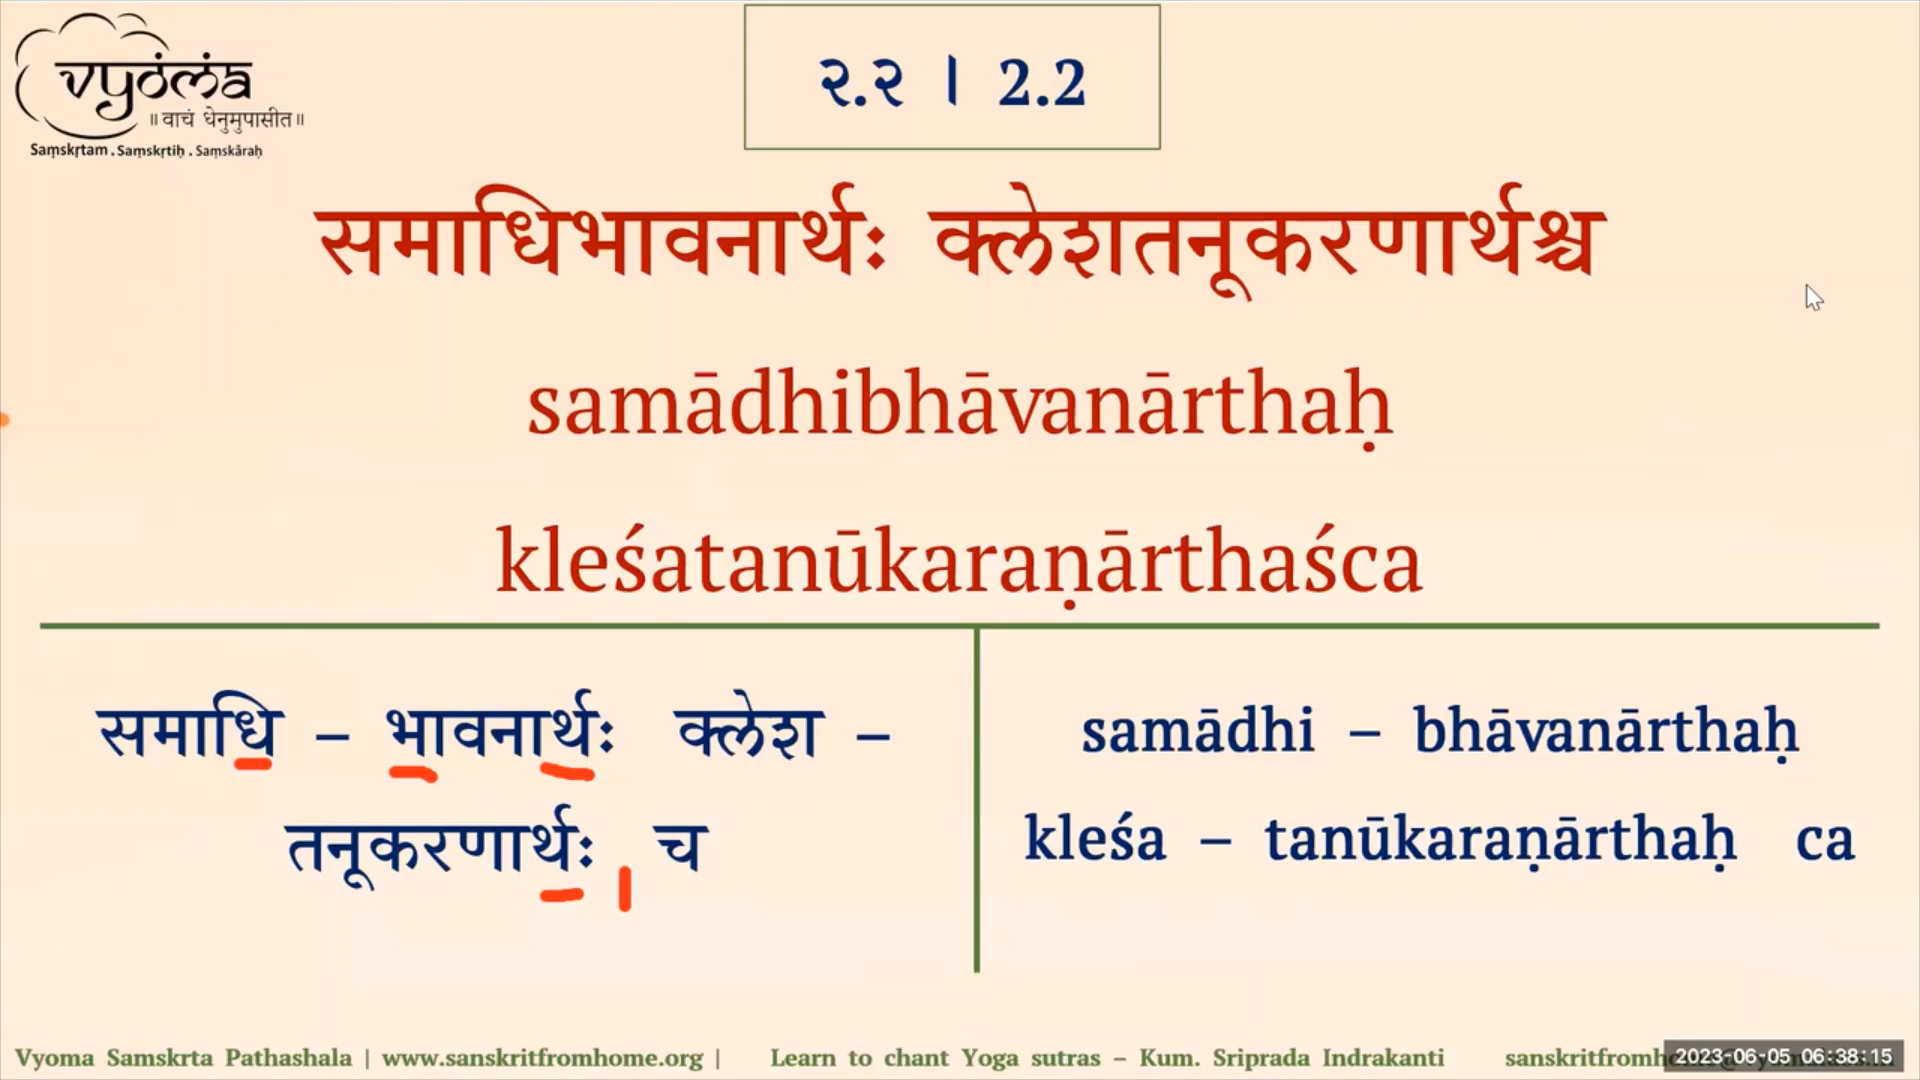 vyoma
॥ वाचं धेनुमुपासीत॥
Saṃskṛtam . Saṃskṛtiḥ . Saṃskāraḥ
२.२ । 2.2
समाधिभावनार्थः क्लेशतनूकरणार्थश्च
samādhibhāvanārthaḥ
kleśatanūkaraṇārthaśca
समाधि – भावनार्थः क्लेश –
तनूकरणार्थः च
samādhi – bhāvanārthaḥ
kleśa – tanūkaraṇārthaḥ ca
Vyoma Samskrta Pathashala | www.sanskritfromhome.org | Learn to chant Yoga sutras – Kum. Sriprada Indrakanti
2023-06-05 06:38:15